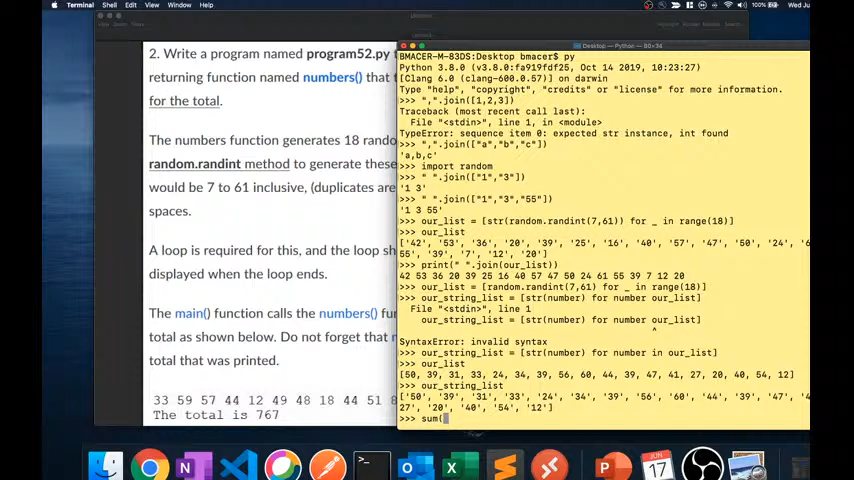 Terminal Shell Edit View Window Help
100% Wed Ju
Untitled
2. Write a program named program52.py
returning function named numbers() that
for the total.
The numbers function generates 18 rando
random.randint method to generate these
would be 7 to 61 inclusive, (duplicates are
spaces.
A loop is required for this, and the loop sh
displayed when the loop ends.
The main() function calls the numbers() fu
total as shown below. Do not forget that
total that was printed.
33 59 57 44 12 49 48 18 44 51 8
The total is 767
Desktop — Python — 80×34
BMACER-M-83DS:Desktop bmacer$ py
Python 3.8.0 (v3.8.0:fa919fdf25, Oct 14 2019, 10:23:27)
[Clang 6.0 (clang-600.0.57)] on darwin
Type "help", "copyright", "credits" or "license" for more information.
>>> ",".join([1,2,3])
Traceback (most recent call last):
File "<stdin>", line 1, in <module>
TypeError: sequence item 0: expected str instance, int found
>>> ",".join(["a","b","c"])
'a,b,c'
>>> import random
>>> " ".join(["1","3"])
'1 3'
>>> " ".join(["1","3","55"])
'1 3 55'
>>> our_list = [str(random.randint(7,61)) for _ in range(18)]
>>> our_list
['42', '53', '36', '20', '39', '25', '16', '40', '57', '47', '50', '24', '6
55', '39', '7', '12', '20']
>>> print(" ".join(our_list))
42 53 36 20 39 25 16 40 57 47 50 24 61 55 39 7 12 20
>>> our_list = [random.randint(7,61) for _ in range(18)]
>>> our_string_list = [str(number) for number our_list]
File "<stdin>", line 1
our_string_list = [str(number) for number our_list]
^
SyntaxError: invalid syntax
>>> our_string_list = [str(number) for number in our_list]
>>> our_list
[50, 39, 31, 33, 24, 34, 39, 56, 60, 44, 39, 47, 41, 27, 20, 40, 54, 12]
>>> our_string_list
['50', '39', '31', '33', '24', '34', '39', '56', '60', '44', '39', '47', '4
27', '20', '40', '54', '12']
>>> sum(
JUN
17